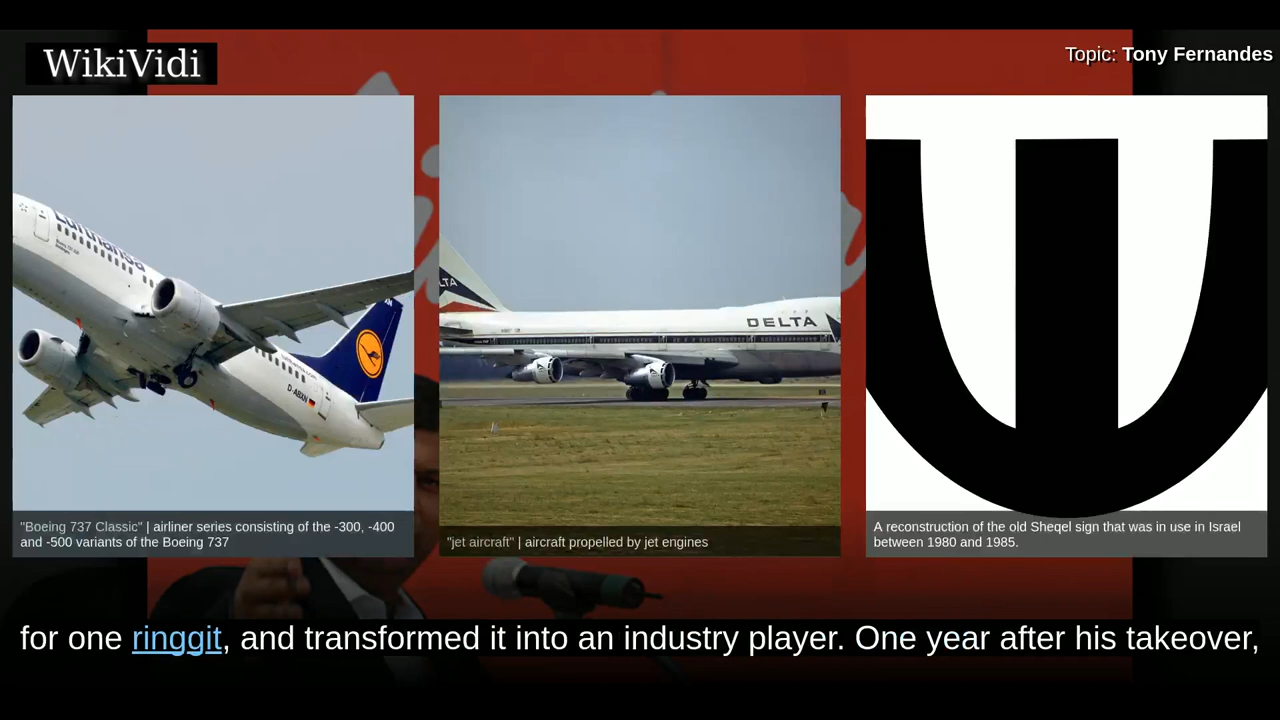 WikiVidi
Topic: Tony Fernandes
Lufthansa
D-ABXN
DELTA
"Boeing 737 Classic" | airliner series consisting of the -300, -400
and -500 variants of the Boeing 737
"jet aircraft" | aircraft propelled by jet engines
A reconstruction of the old Sheqel sign that was in use in Israel
between 1980 and 1985.
for one ringgit, and transformed it into an industry player. One year after his takeover,